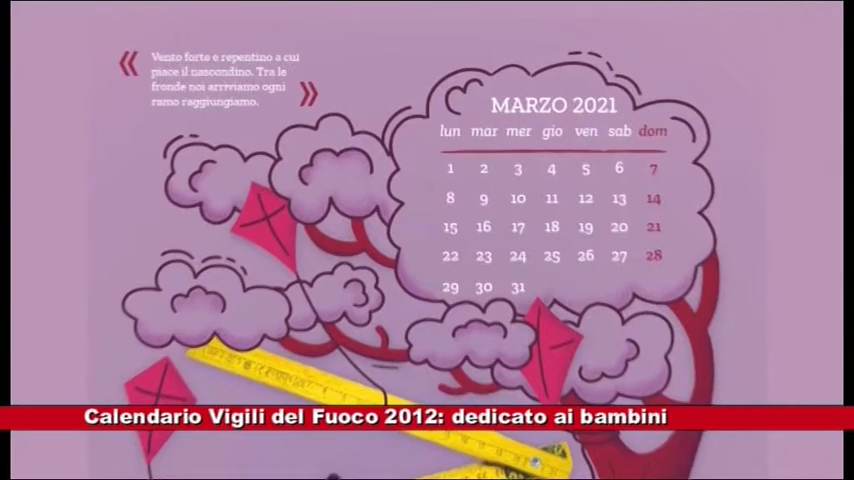 « Vento forte e repentino a cui
piace il nascondino. Tra le
fronde noi arriviamo ogni
ramo raggiungiamo. »
MARZO 2021
lun mar mer gio ven sab dom
1 2 3 4 5 6 7
8 9 10 11 12 13 14
15 16 17 18 19 20 21
22 23 24 25 26 27 28
29 30 31
Calendario Vigili del Fuoco 2012: dedicato ai bambini